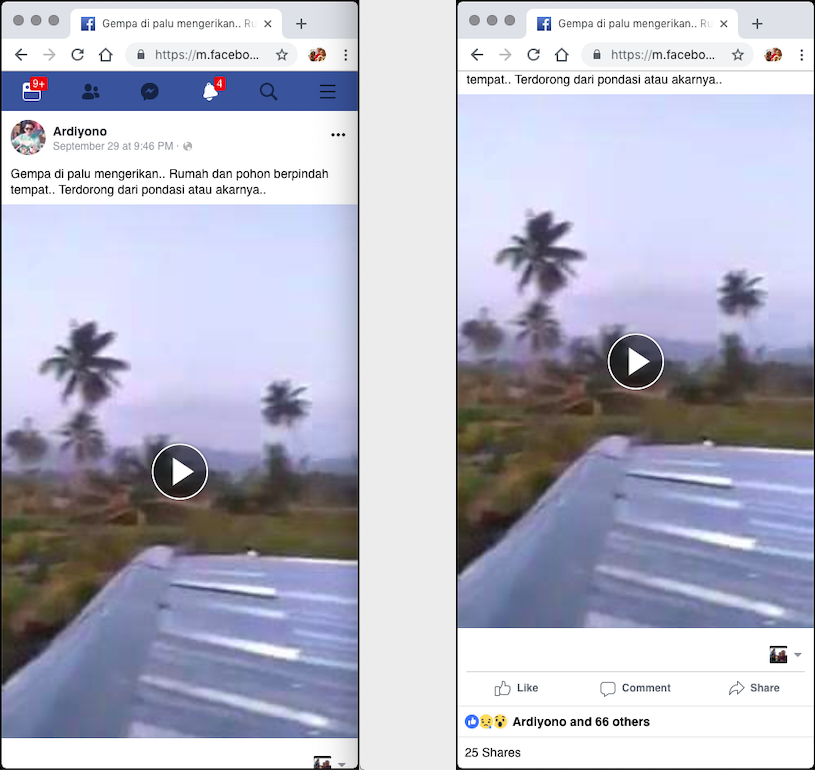 Gempa di palu mengerikan.. Ru
https://m.facebo...
9+
4
Ardiyono
September 29 at 9:46 PM ·
Gempa di palu mengerikan.. Rumah dan pohon berpindah
tempat.. Terdorong dari pondasi atau akarnya..
Gempa di palu mengerikan.. Ru
https://m.facebo...
tempat.. Terdorong dari pondasi atau akarnya..
Like Comment Share
Ardiyono and 66 others
25 Shares